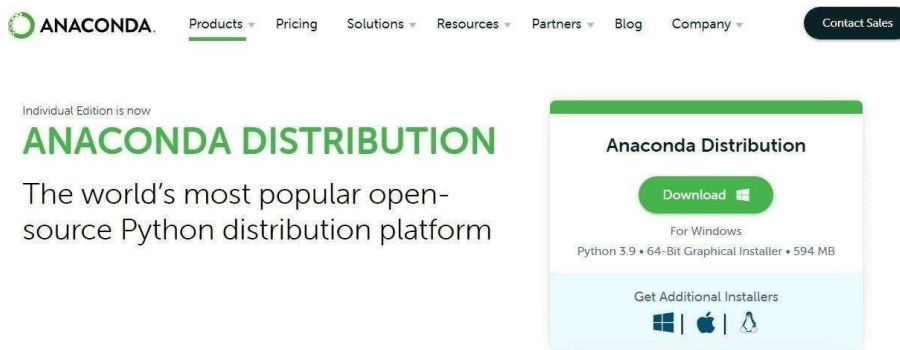 ANACONDA.
Products
Pricing
Solutions
Resources
Partners
Blog
Company
Contact Sales
Individual Edition is now
ANACONDA DISTRIBUTION
The world's most popular open-
source Python distribution platform
Anaconda Distribution
Download
For Windows
Python 3.9 • 64-Bit Graphical Installer • 594 MB
Get Additional Installers